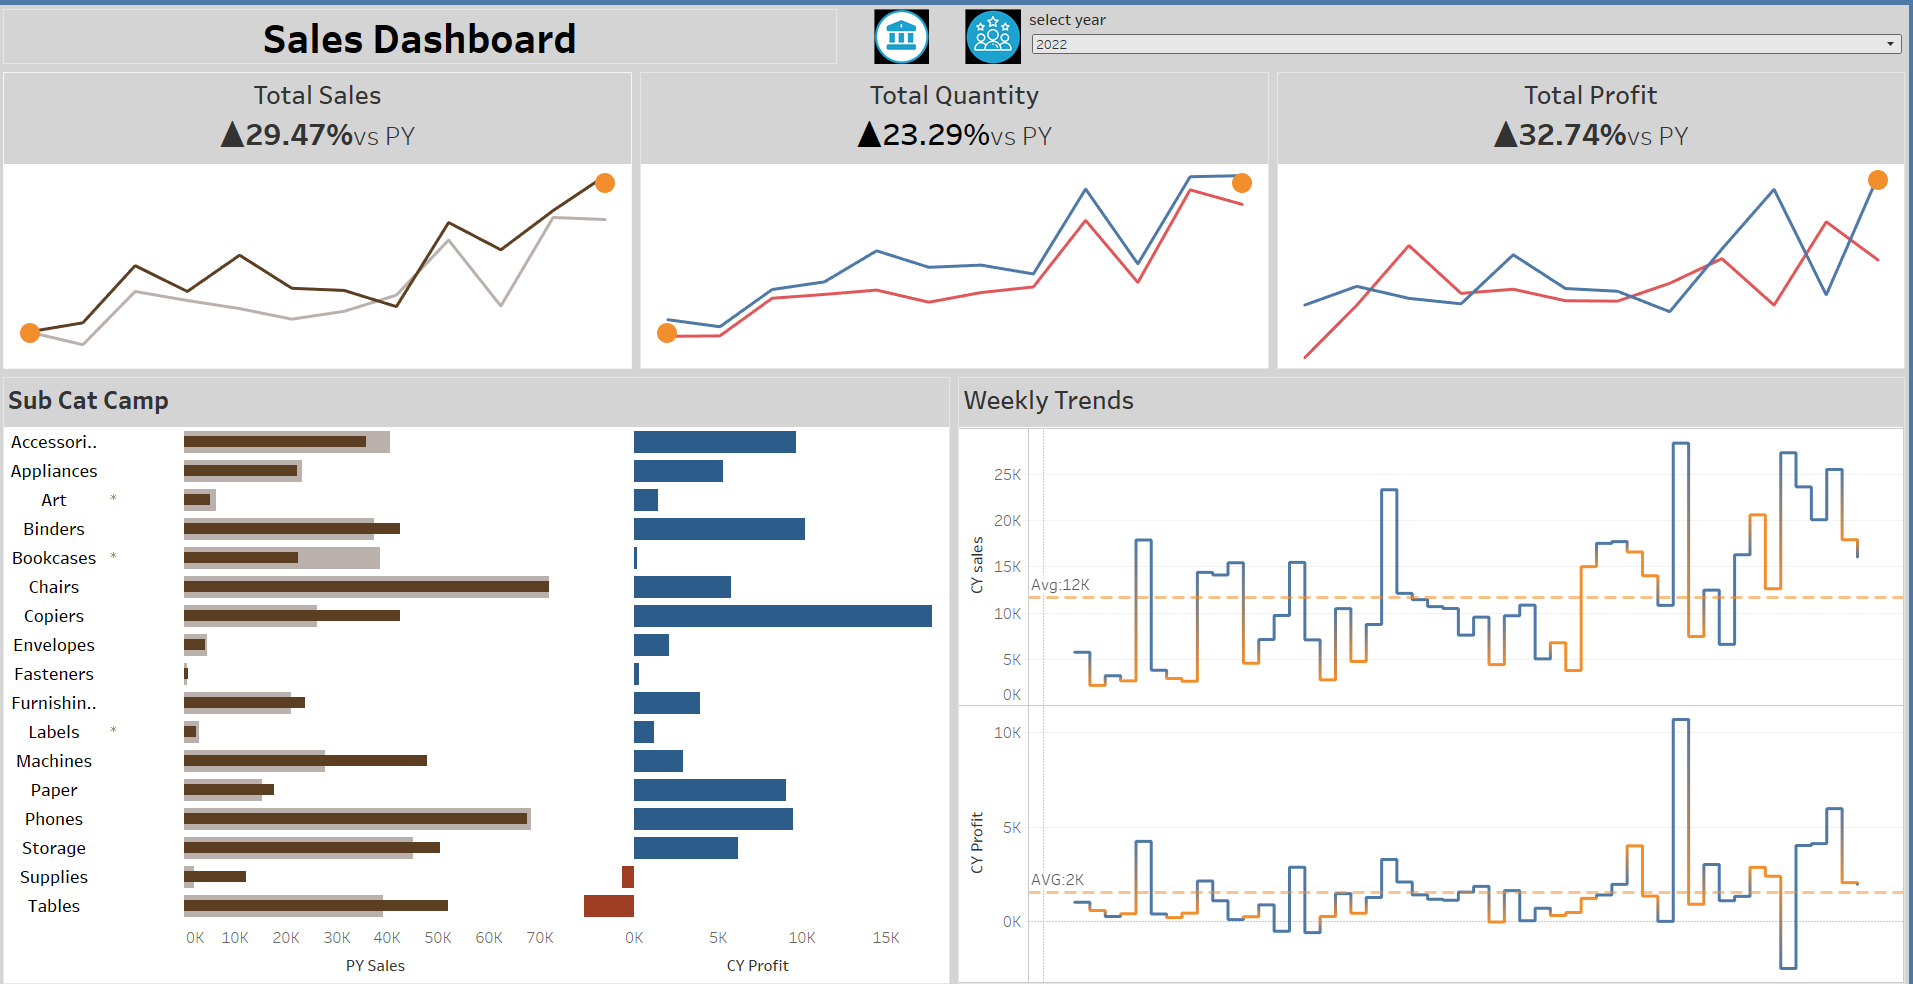 Sales Dashboard
select year
2022
Total Sales
▲29.47%vs PY
Total Quantity
▲23.29%vs PY
Total Profit
▲32.74%vs PY
Sub Cat Camp
Accessori..
Appliances
Art *
Binders
Bookcases *
Chairs
Copiers
Envelopes
Fasteners
Furnishin..
Labels *
Machines
Paper
Phones
Storage
Supplies
Tables
0K 10K 20K 30K 40K 50K 60K 70K
PY Sales
0K 5K 10K 15K
CY Profit
Weekly Trends
CY sales
25K
20K
15K
Avg:12K
10K
5K
0K
CY Profit
10K
5K
AVG:2K
0K